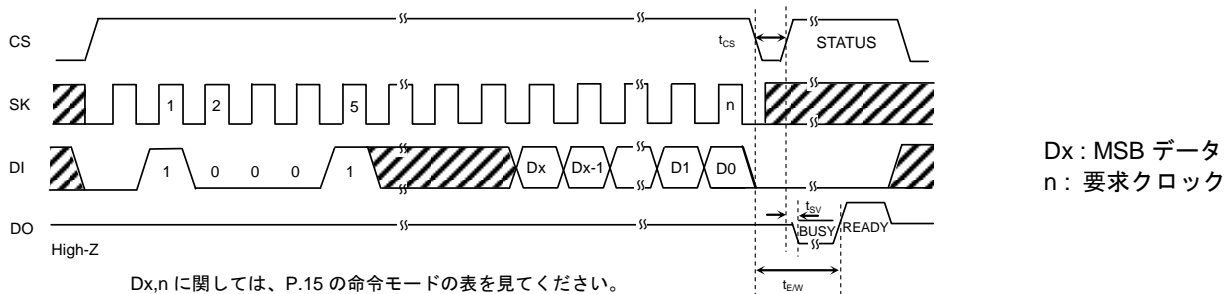 CS
tCS
STATUS
SK
1 2 5 n
DI
1 0 0 0 1 Dx Dx-1 D1 D0
Dx : MSB データ
n : 要求クロック
DO
High-Z
tSV
BUSY READY
tE/W
Dx,n に関しては、P.15 の命令モードの表を見てください。